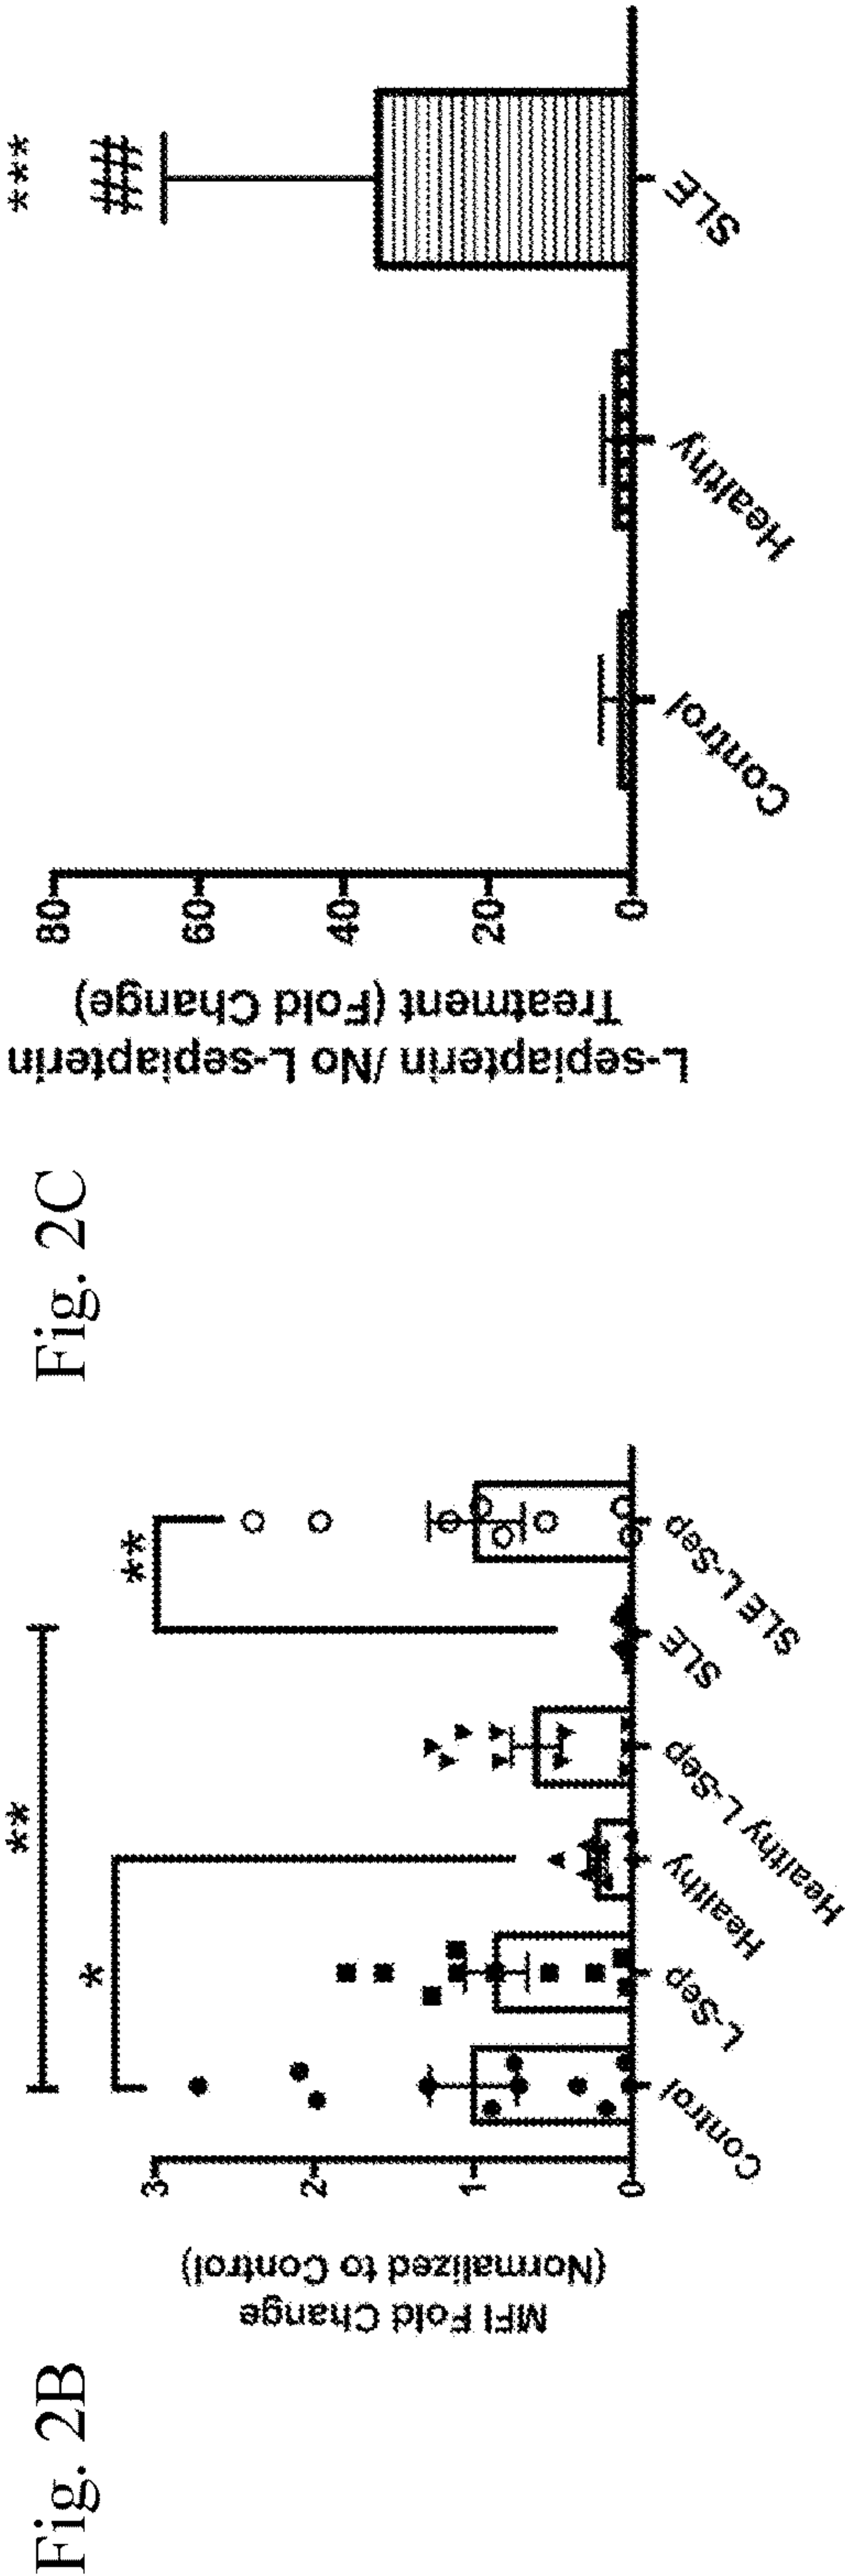 Fig. 2B
MFI Fold Change
(Normalized to Control)
3
2
1
0
**
*
**
Control
L-Sep
Healthy
Healthy L-Sep
SLE
SLE L-Sep
Fig. 2C
L-sepiapterin /No L-sepiapterin
Treatment (Fold Change)
80
60
40
20
0
***
##
Control
Healthy
SLE